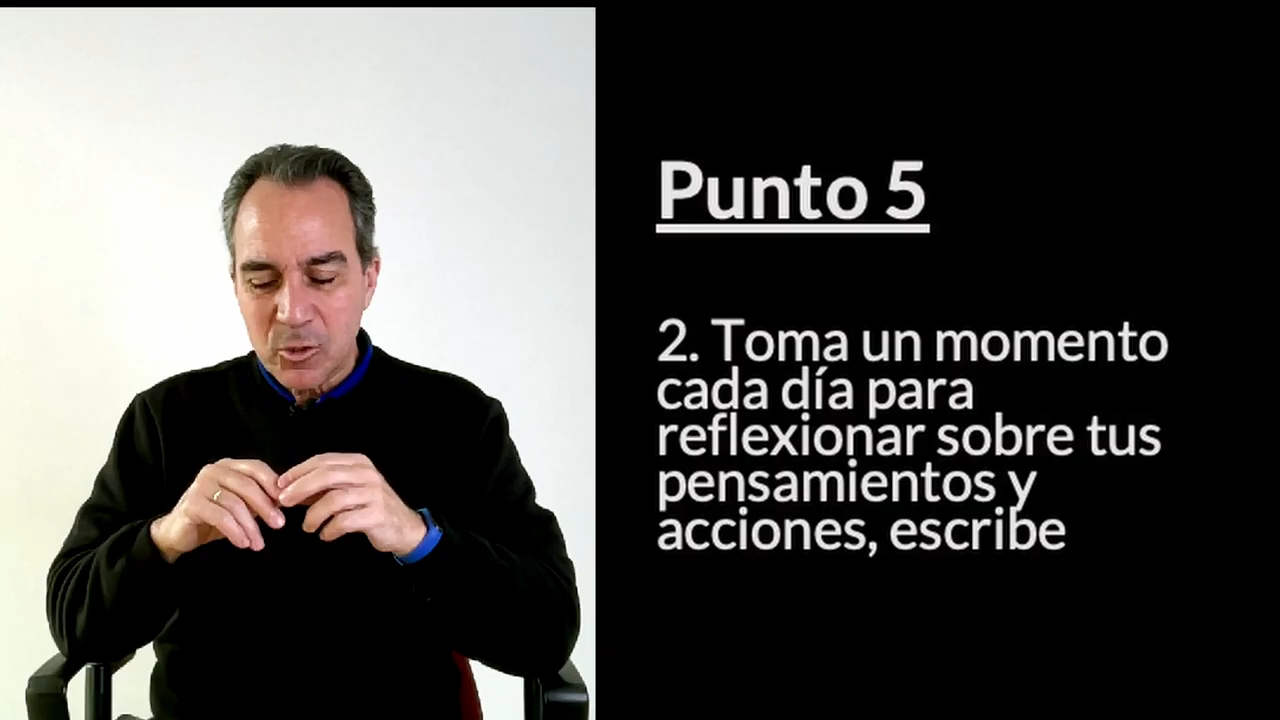 Punto 5
2. Toma un momento
cada día para
reflexionar sobre tus
pensamientos y
acciones, escribe